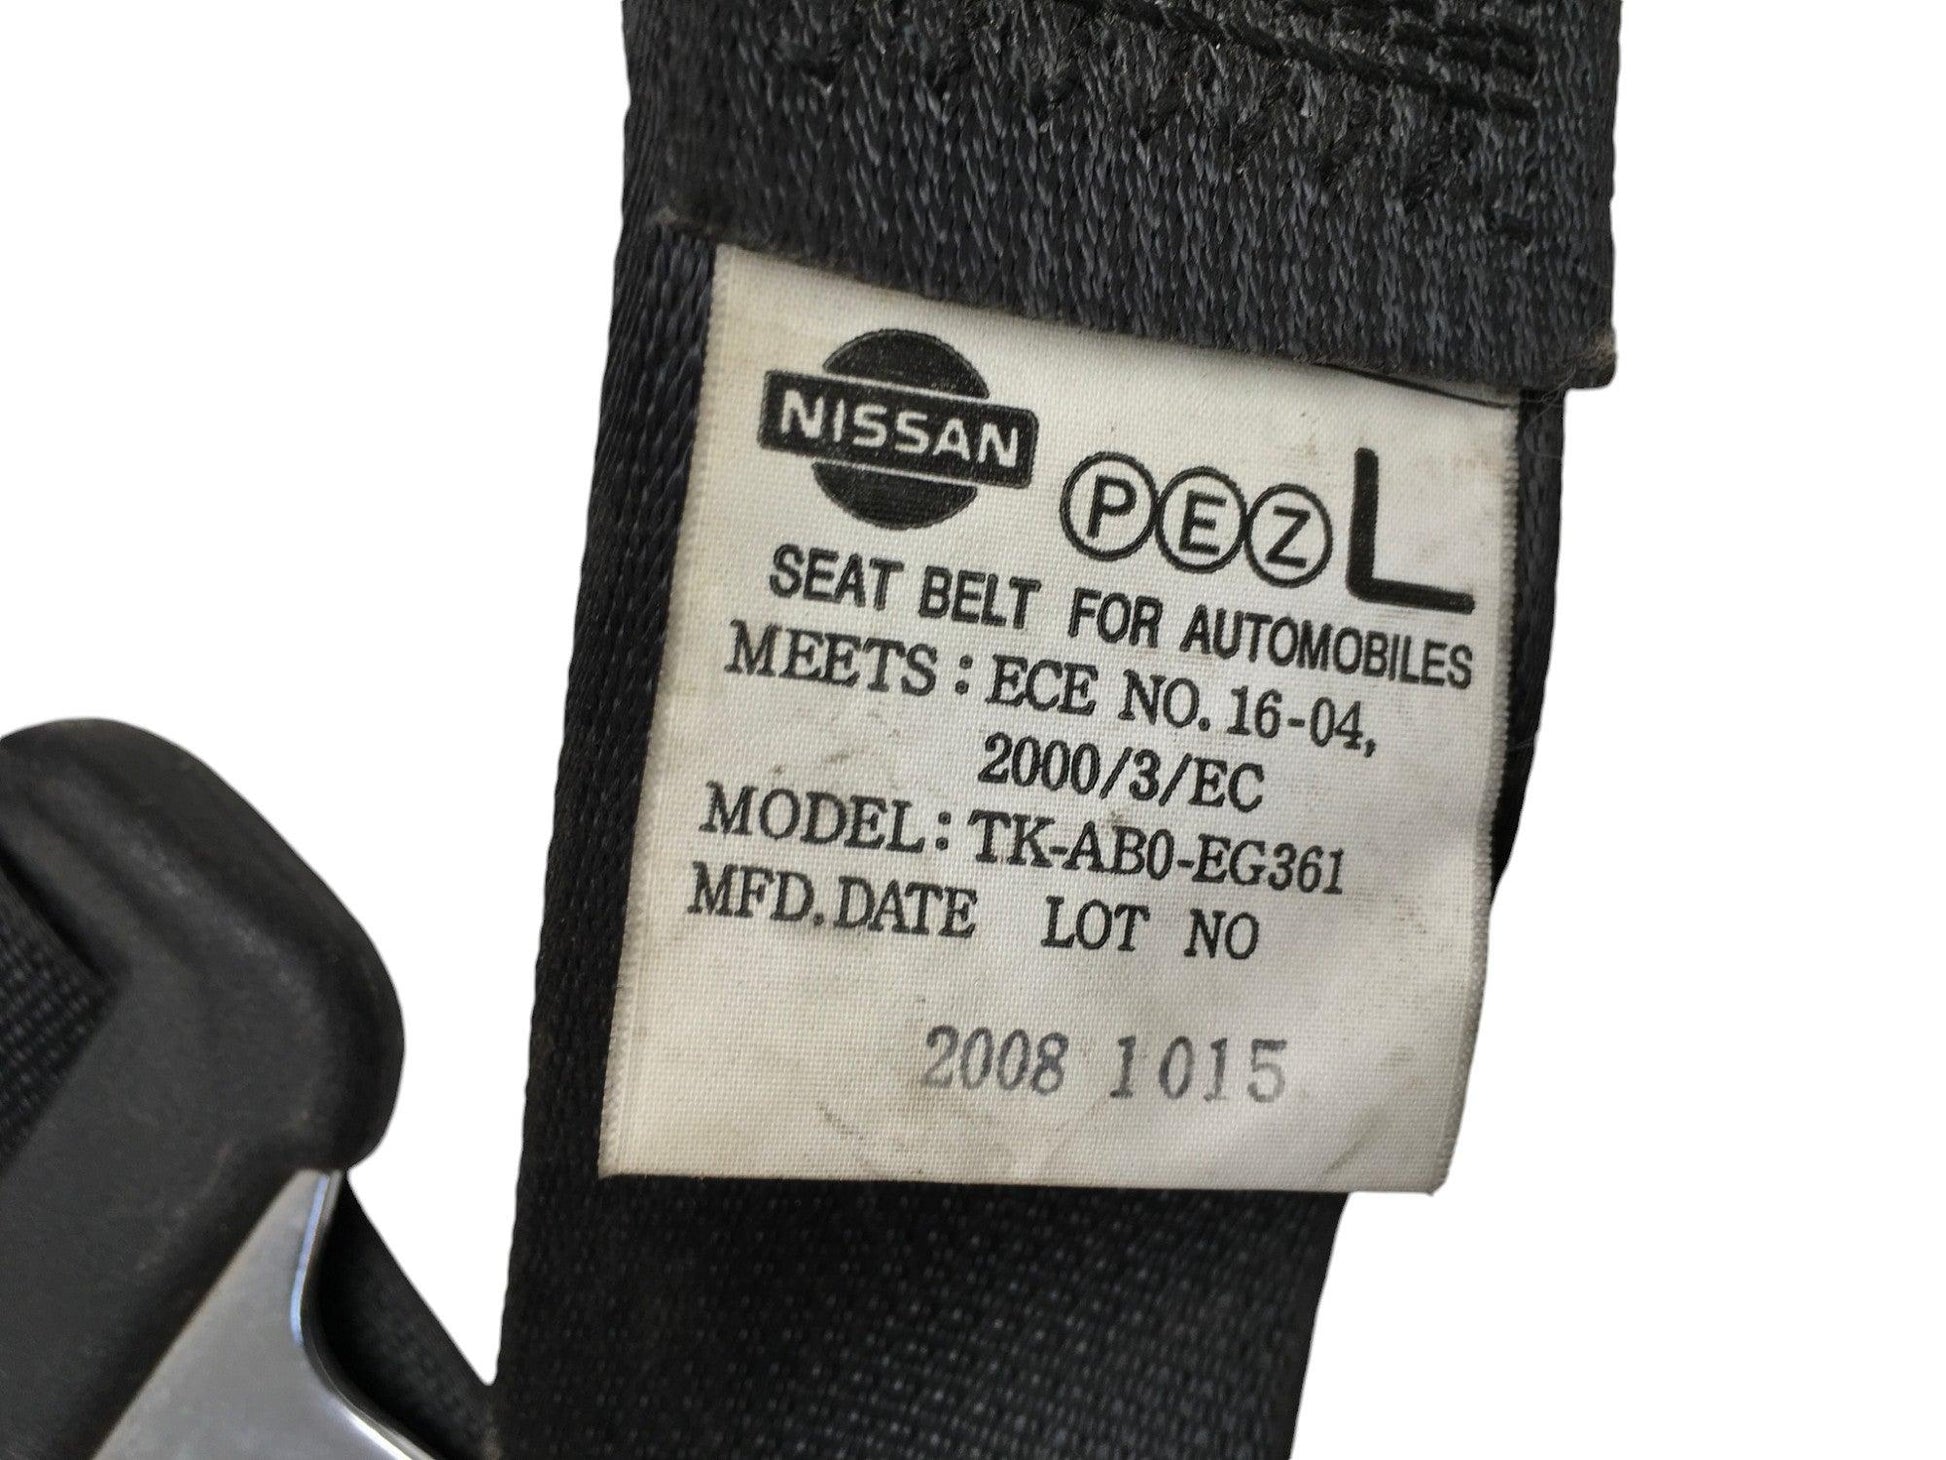 NISSAN
P E Z L
SEAT BELT FOR AUTOMOBILES
MEETS : ECE NO. 16-04,
2000/3/EC
MODEL : TK-AB0-EG361
MFD. DATE LOT NO
2008 1015